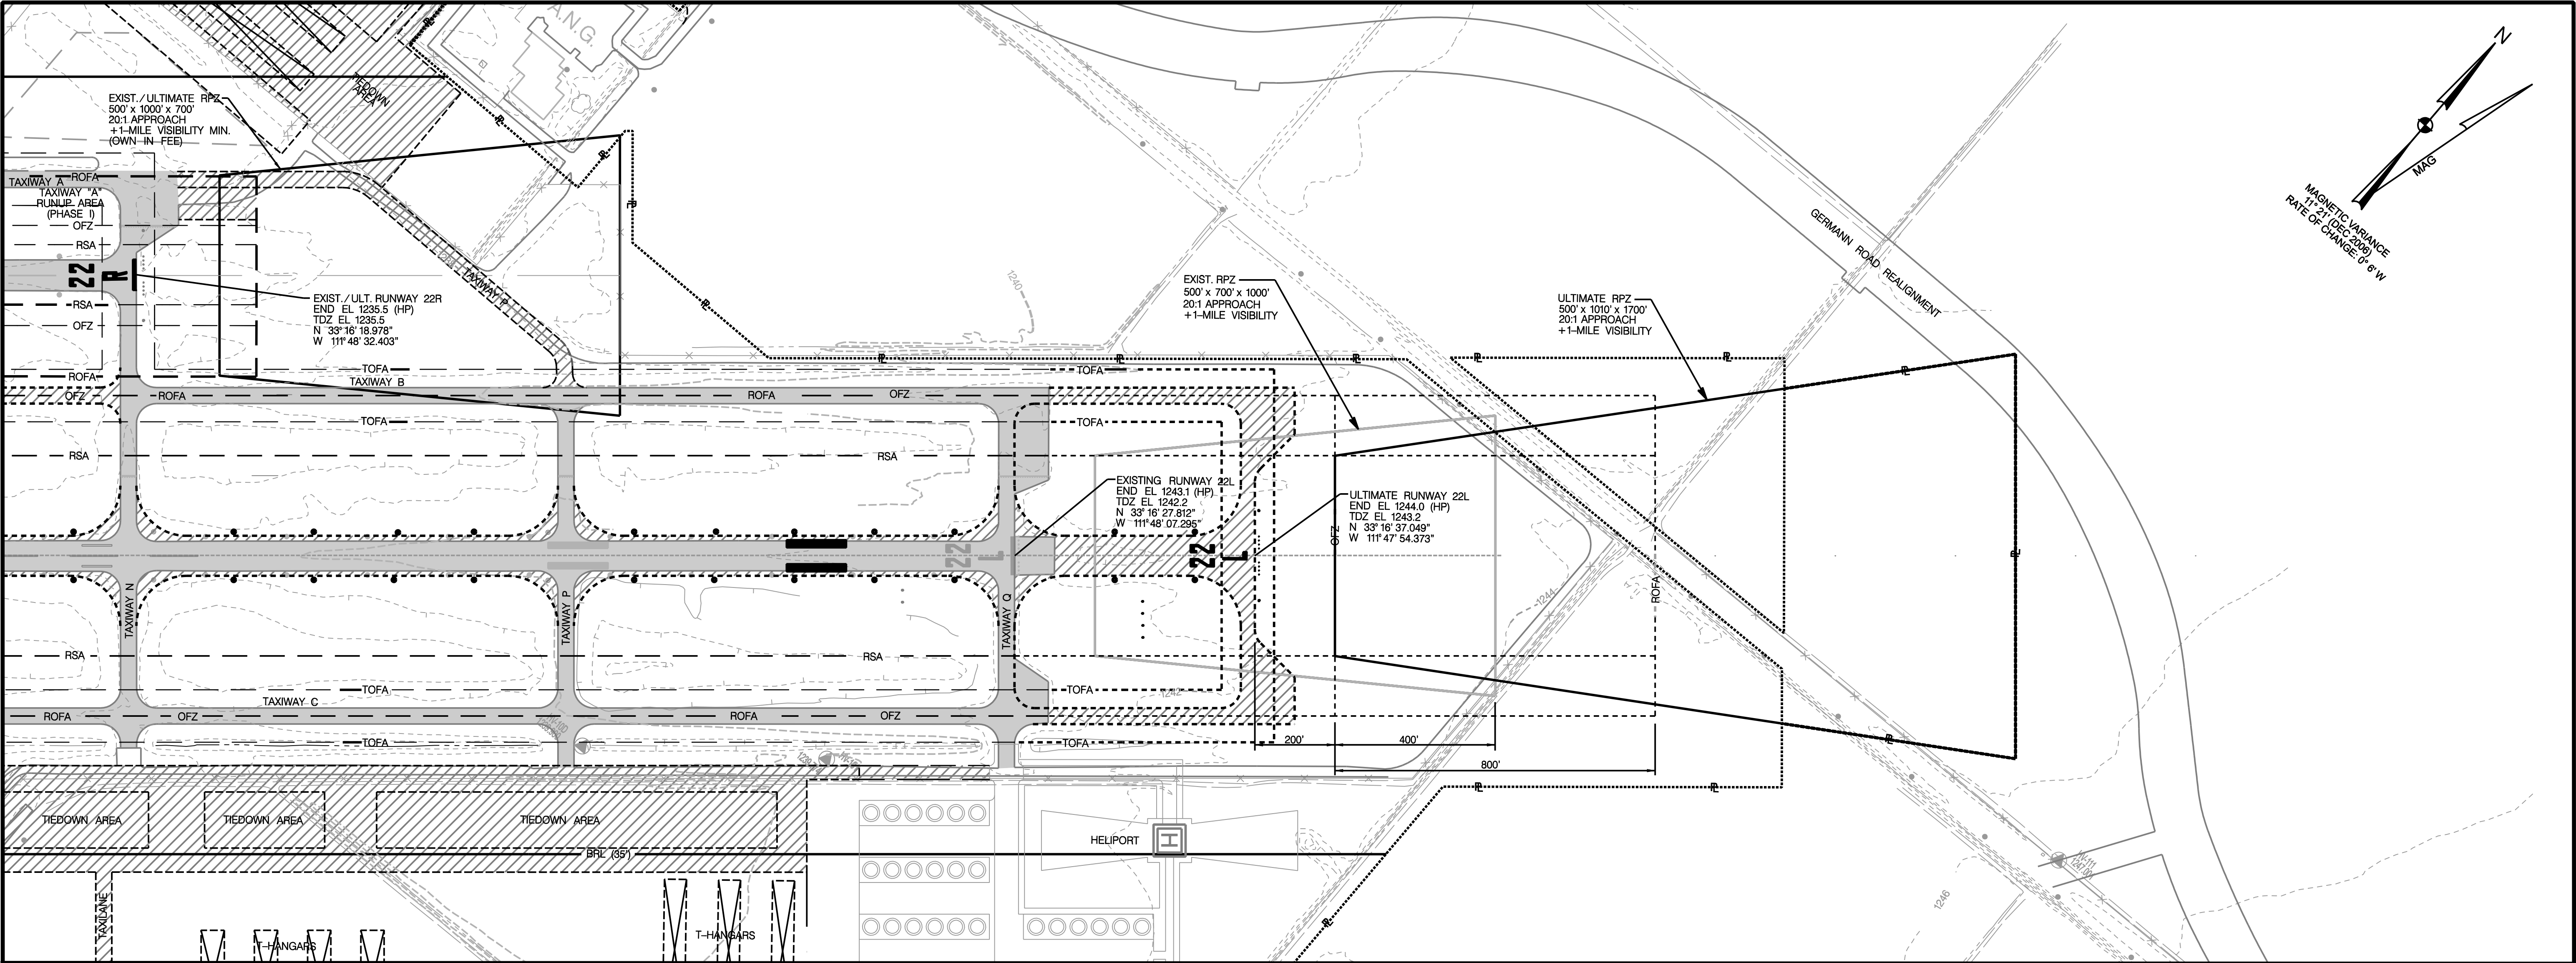 A.N.G.
TIEDOWN
AREA
EXIST./ULTIMATE RPZ
500' x 1000' x 700'
20:1 APPROACH
+1-MILE VISIBILITY MIN.
(OWN IN FEE)
N
MAG
MAGNETIC VARIANCE
11° 21' (DEC 2006)
RATE OF CHANGE: 0° 6' W
GERMANN ROAD REALIGNMENT
TAXIWAY A
ROFA
TAXIWAY "A"
RUNUP AREA
(PHASE I)
OFZ
RSA
22
R
RSA
OFZ
ROFA
TAXIWAY P
EXIST./ULT. RUNWAY 22R
END EL 1235.5 (HP)
TDZ EL 1235.5
N 33° 16' 18.978"
W 111° 48' 32.403"
1240
EXIST. RPZ
500' x 700' x 1000'
20:1 APPROACH
+1-MILE VISIBILITY
ULTIMATE RPZ
500' x 1010' x 1700'
20:1 APPROACH
+1-MILE VISIBILITY
TOFA
TAXIWAY B
TOFA
OFZ
ROFA
ROFA
OFZ
TOFA
TOFA
RSA
RSA
EXISTING RUNWAY 22L
END EL 1243.1 (HP)
TDZ EL 1242.2
N 33° 16' 27.812"
W 111° 48' 07.295"
ULTIMATE RUNWAY 22L
END EL 1244.0 (HP)
TDZ EL 1243.2
N 33° 16' 37.049"
W 111° 47' 54.373"
OFZ
22
L
22
L
TAXIWAY N
TAXIWAY P
TAXIWAY Q
ROFA
1244
RSA
RSA
TOFA
TOFA
1242
TAXIWAY C
ROFA
OFZ
ROFA
OFZ
TOFA
TOFA
200'
400'
800'
TIEDOWN AREA
TIEDOWN AREA
TIEDOWN AREA
BRL (35')
HELIPORT
H
1246
TAXILANE
T-HANGARS
T-HANGARS